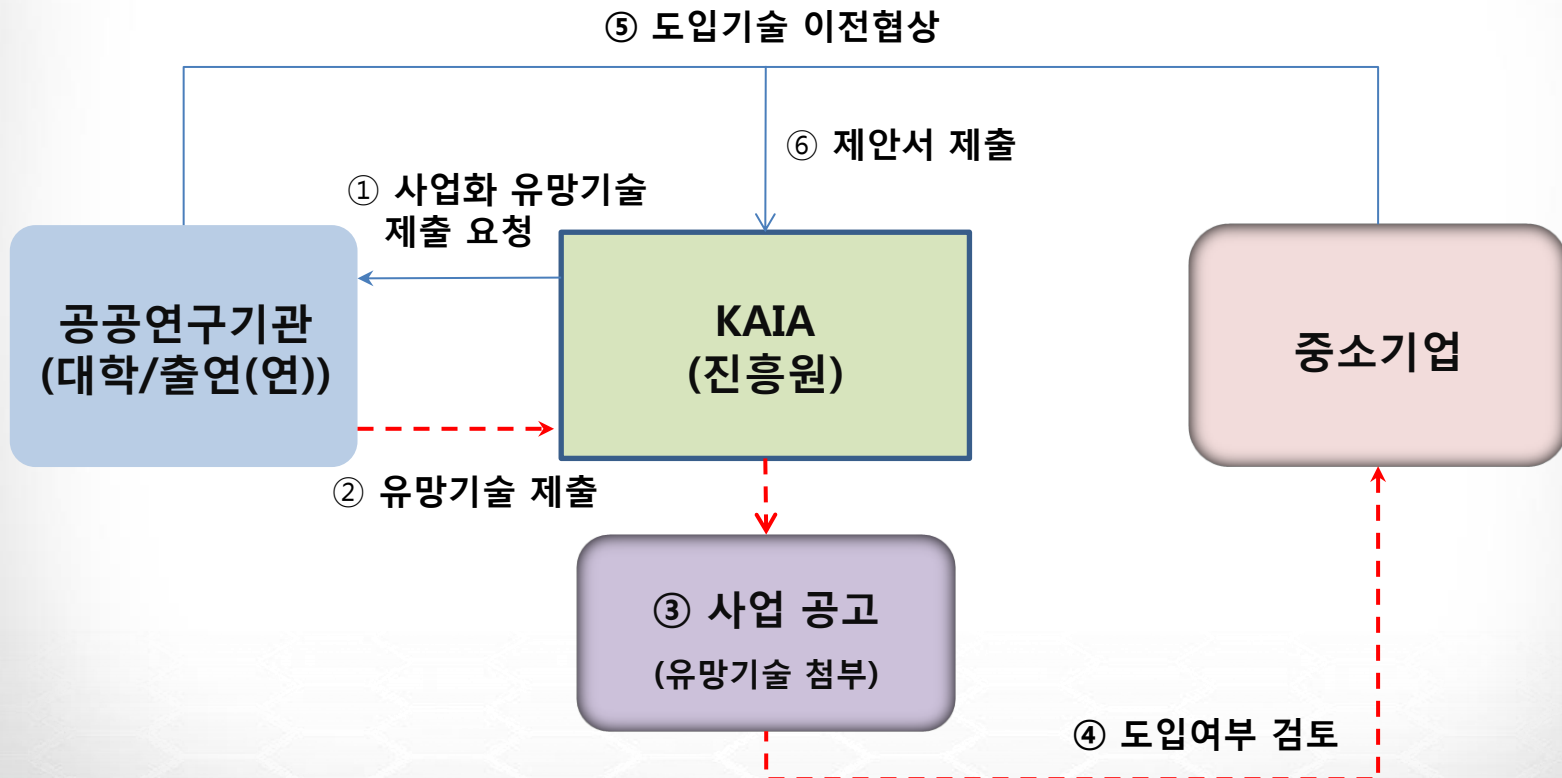 ⑤ 도입기술 이전협상
⑥ 제안서 제출
① 사업화 유망기술
제출 요청
공공연구기관
(대학/출연(연))
KAIA
(진흥원)
중소기업
② 유망기술 제출
③ 사업 공고
(유망기술 첨부)
④ 도입여부 검토